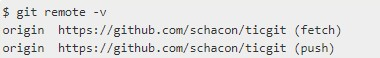 $ git remote -v
origin  https://github.com/schacon/ticgit (fetch)
origin  https://github.com/schacon/ticgit (push)